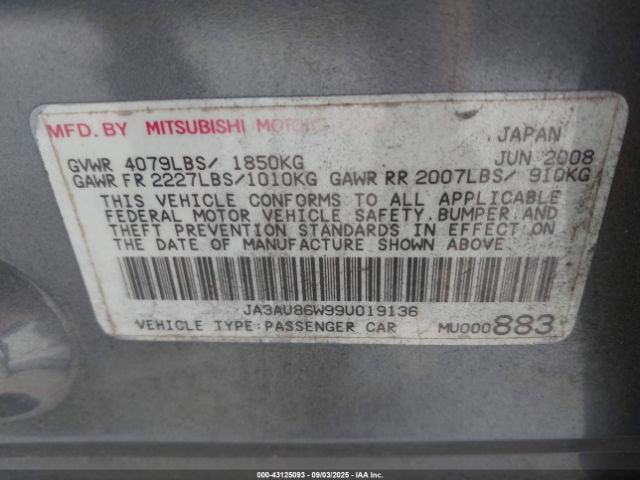 MFD. BY MITSUBISHI JAPAN
GVWR 4079LBS/ 1850KG JUN 2008
GAWR FR 2227LBS/1010KG GAWR RR 2007LBS/ 910KG
THIS VEHICLE CONFORMS TO ALL APPLICABLE
FEDERAL MOTOR VEHICLE SAFETY, BUMPER AND
THEFT PREVENTION STANDARDS IN EFFECT ON
THE DATE OF MANUFACTURE SHOWN ABOVE.
JA3AU86W99U019136
VEHICLE TYPE:PASSENGER CAR MU000883
000-43125093 09/03/2025 © IAA Holdings, LLC.